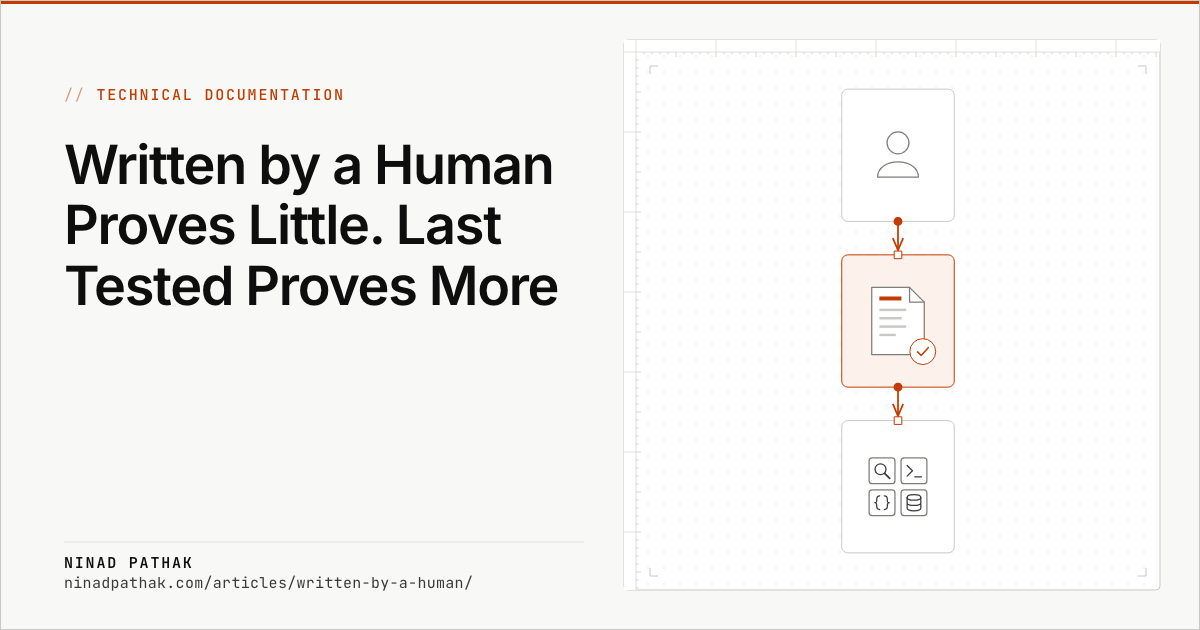 // TECHNICAL DOCUMENTATION
Written by a Human
Proves Little. Last
Tested Proves More
NINAD PATHAK
ninadpathak.com/articles/written-by-a-human/